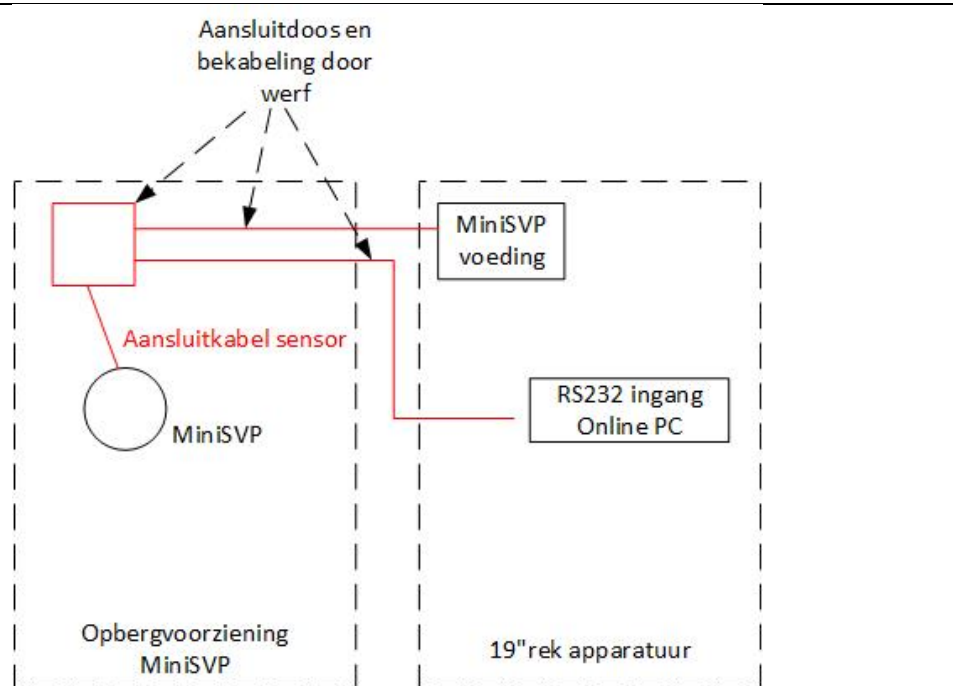 Aansluitdoos en
bekabeling door
werf
MiniSVP
voeding
Aansluitkabel sensor
RS232 ingang
Online PC
MiniSVP
Opbergvoorziening
MiniSVP
19"rek apparatuur